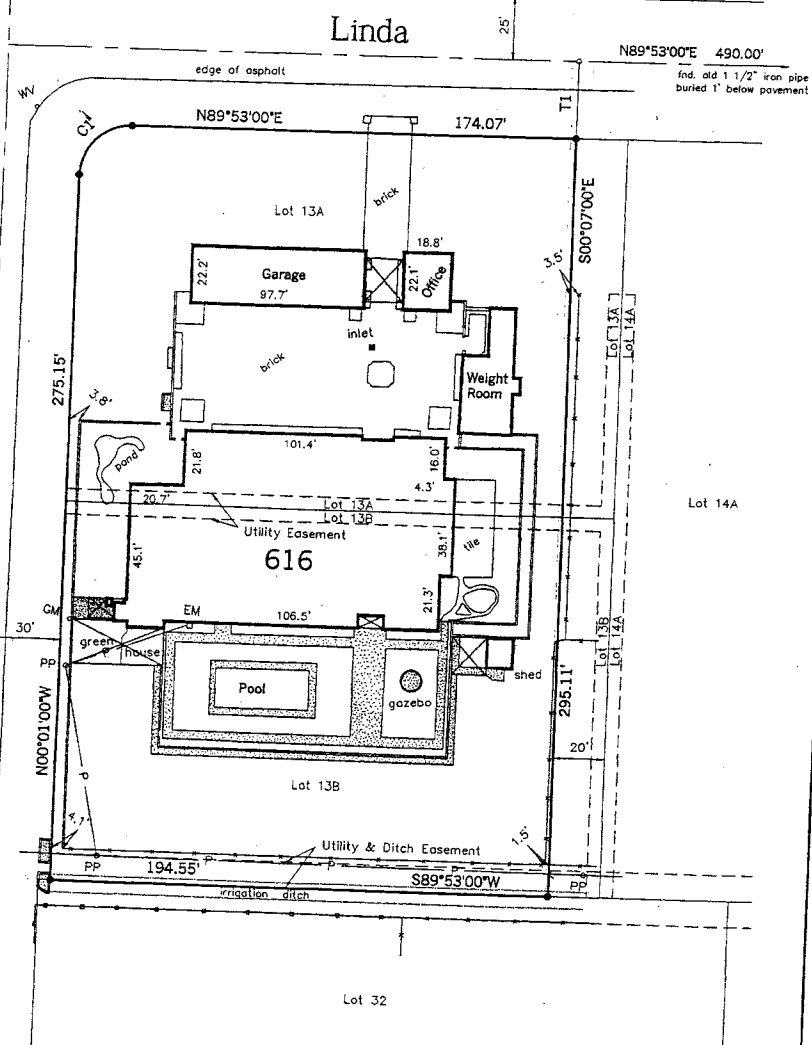 Linda
25'
N89°53'00"E 490.00'
fnd. old 1 1/2" iron pipe
buried 1' below pavement
edge of asphalt
WV
C1
T1
N89°53'00"E 174.07'
brick
S00°07'00"E
Lot 13A
18.8'
3.5'
22.2'
Garage
97.7'
22.1'
Office
Lot 13A
Lot 14A
inlet
brick
275.15'
3.8'
Weight
Room
101.4'
pond
21.8'
16.0'
4.3'
20.7'
Lot 13A
Lot 13B
Lot 14A
Utility Easement
45.1'
616
38.1'
tile
21.3'
GM
EM
106.5'
30'
green
house
P
PP
Lot 13B
Lot 14A
shed
Pool
gazebo
295.11'
20'
N00°01'00"W
P
Lot 13B
4.1'
1.5'
Utility & Ditch Easement
PP
194.55'
P
P
P
S89°53'00"W
PP
irrigation ditch
Lot 32